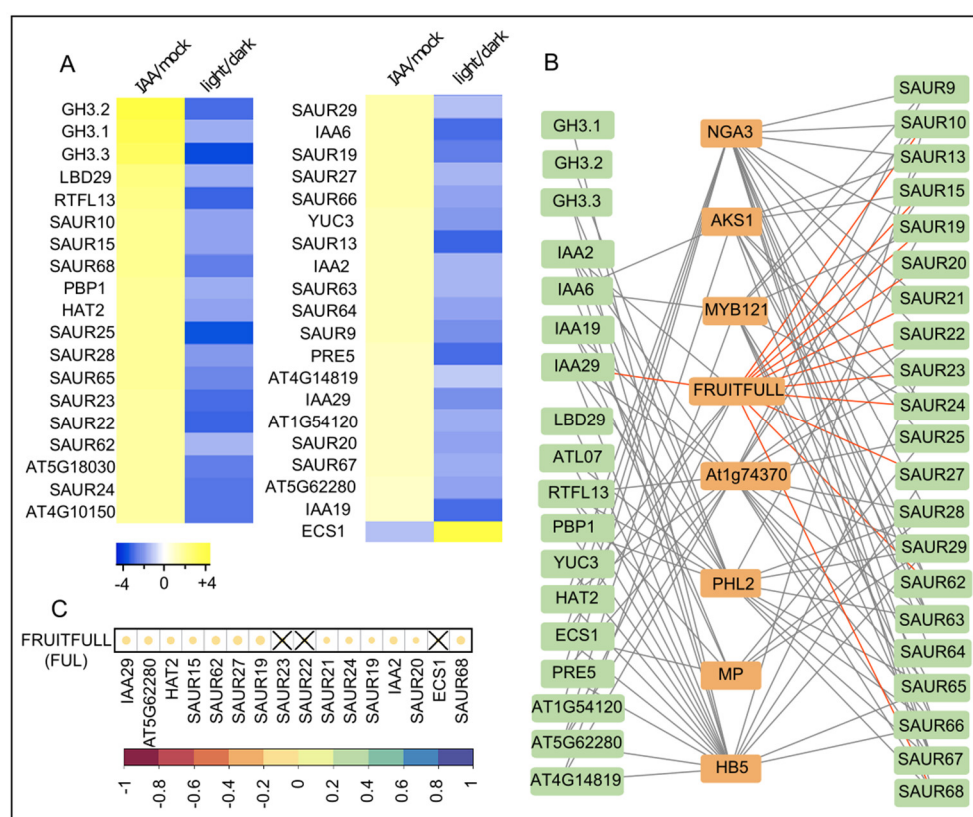 A
IAA/mock
light/dark
GH3.2
GH3.1
GH3.3
LBD29
RTFL13
SAUR10
SAUR15
SAUR68
PBP1
HAT2
SAUR25
SAUR28
SAUR65
SAUR23
SAUR22
SAUR62
AT5G18030
SAUR24
AT4G10150
-4 0 +4
IAA/mock
light/dark
SAUR29
IAA6
SAUR19
SAUR27
SAUR66
YUC3
SAUR13
IAA2
SAUR63
SAUR64
SAUR9
PRE5
AT4G14819
IAA29
AT1G54120
SAUR20
SAUR67
AT5G62280
IAA19
ECS1
B
GH3.1
GH3.2
GH3.3
IAA2
IAA6
IAA19
IAA29
LBD29
ATL07
RTFL13
PBP1
YUC3
HAT2
ECS1
PRE5
AT1G54120
AT5G62280
AT4G14819
NGA3
AKS1
MYB121
FRUITFULL
At1g74370
PHL2
MP
HB5
SAUR9
SAUR10
SAUR13
SAUR15
SAUR19
SAUR20
SAUR21
SAUR22
SAUR23
SAUR24
SAUR25
SAUR27
SAUR28
SAUR29
SAUR62
SAUR63
SAUR64
SAUR65
SAUR66
SAUR67
SAUR68
C
FRUITFULL
(FUL)
IAA29
AT5G62280
HAT2
SAUR15
SAUR62
SAUR27
SAUR19
SAUR23
SAUR22
SAUR21
SAUR24
SAUR19
IAA2
SAUR20
ECS1
SAUR68
-1 -0.8 -0.6 -0.4 -0.2 0 0.2 0.4 0.6 0.8 1